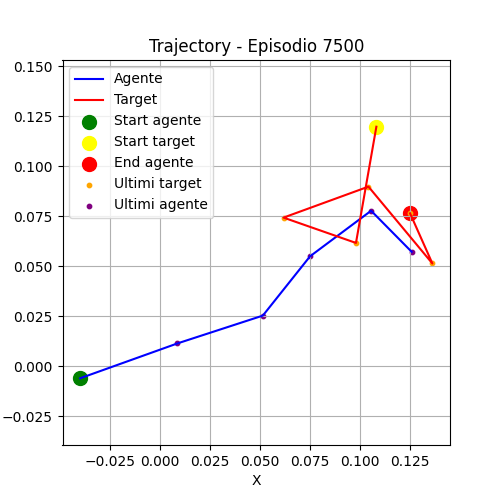 Trajectory - Episodio 7500
Agente
Target
Start agente
Start target
End agente
Ultimi target
Ultimi agente
0.150
0.125
0.100
0.075
0.050
0.025
0.000
−0.025
−0.025 0.000 0.025 0.050 0.075 0.100 0.125
X